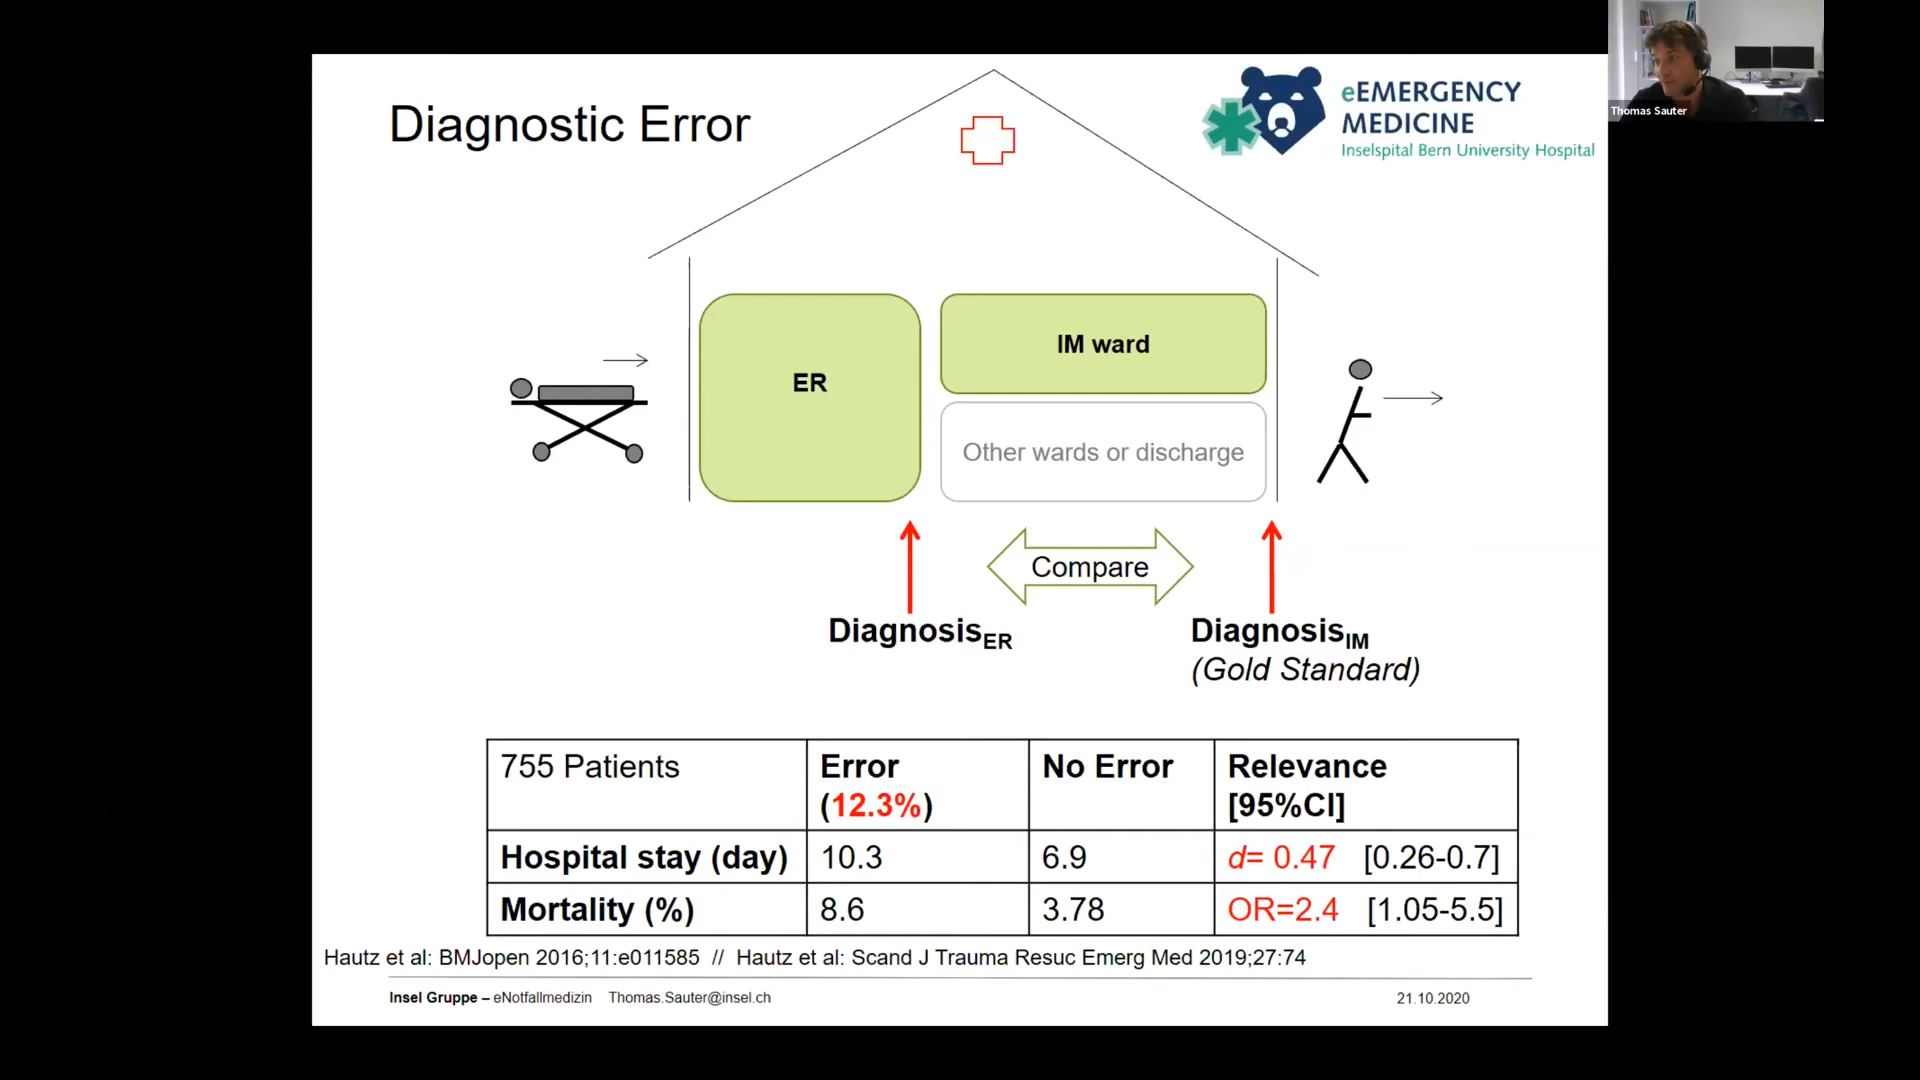 Diagnostic Error
eEMERGENCY
MEDICINE
Inselspital Bern University Hospital
Thomas Sauter
ER
IM ward
Other wards or discharge
Compare
DiagnosisER
DiagnosisIM
(Gold Standard)
755 Patients Error (12.3%) No Error Relevance [95%CI]
Hospital stay (day) 10.3 6.9 d= 0.47 [0.26-0.7]
Mortality (%) 8.6 3.78 OR=2.4 [1.05-5.5]
Hautz et al: BMJopen 2016;11:e011585 // Hautz et al: Scand J Trauma Resuc Emerg Med 2019;27:74
Insel Gruppe – eNotfallmedizin Thomas.Sauter@insel.ch 21.10.2020